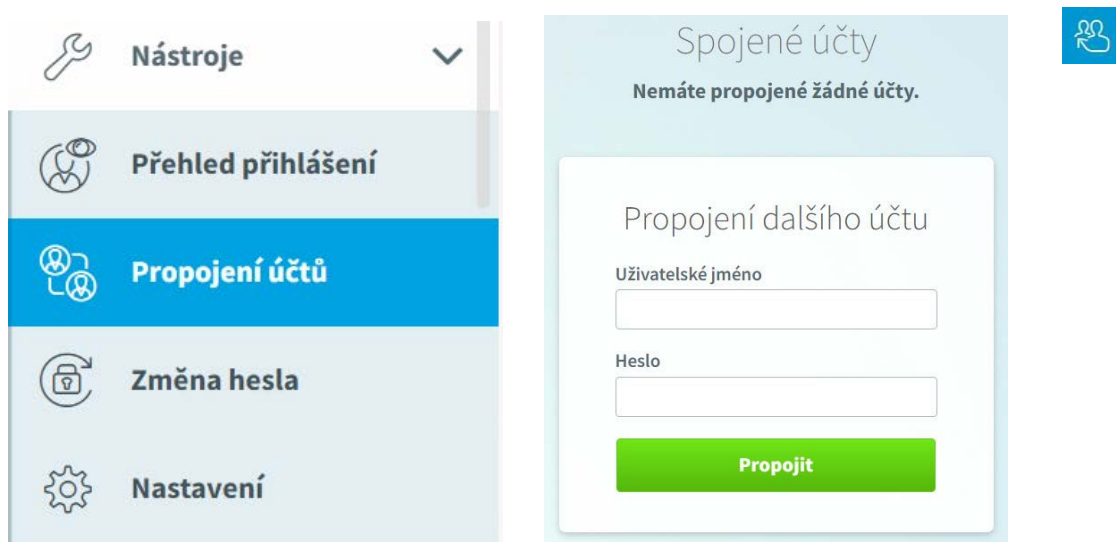 Nástroje
Přehled přihlášení
Propojení účtů
Změna hesla
Nastavení
Spojené účty
Nemáte propojené žádné účty.
Propojení dalšího účtu
Uživatelské jméno
Heslo
Propojit